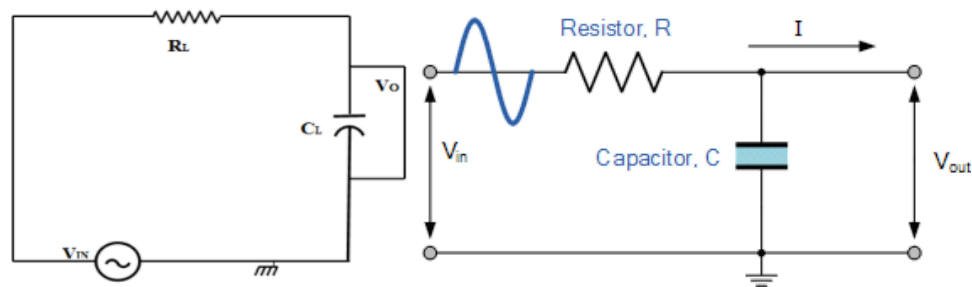 RL
VO
CL
VIN
Resistor, R
I
Vin
Capacitor, C
Vout